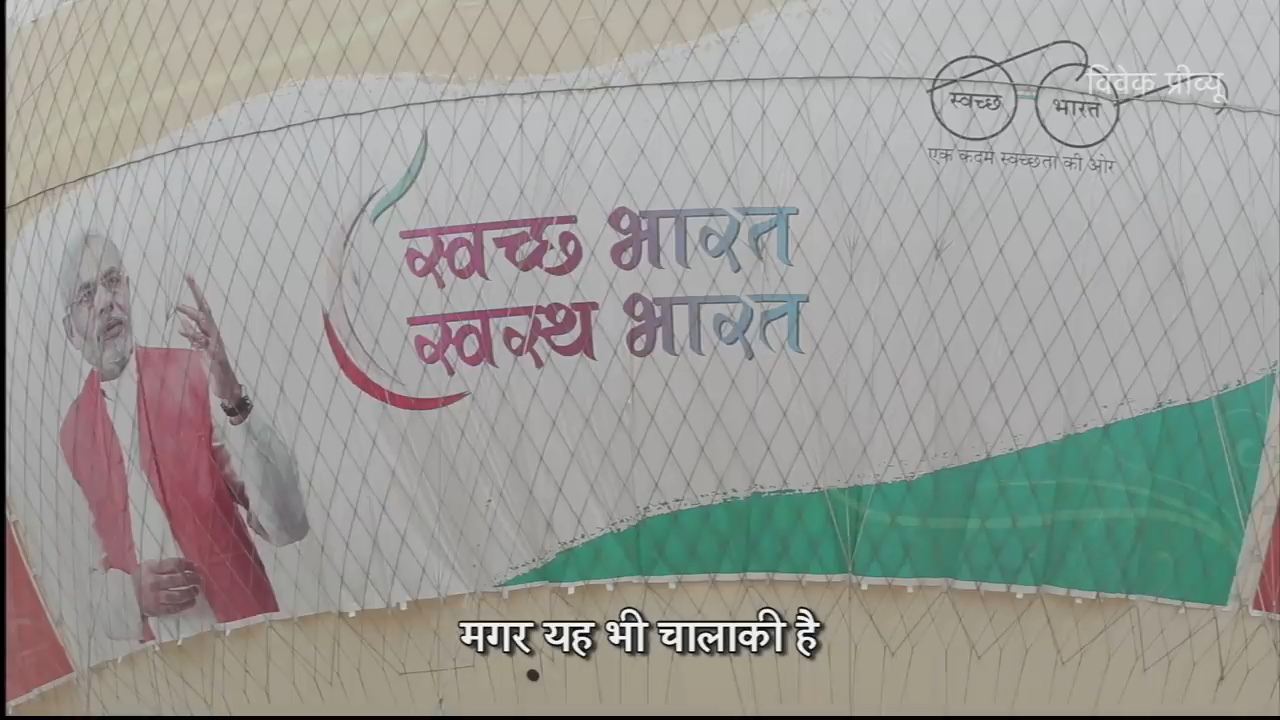 विवेक प्रीव्यू
स्वच्छ भारत
एक कदम स्वच्छता की ओर
स्वच्छ भारत
स्वस्थ भारत
मगर यह भी चालाकी है